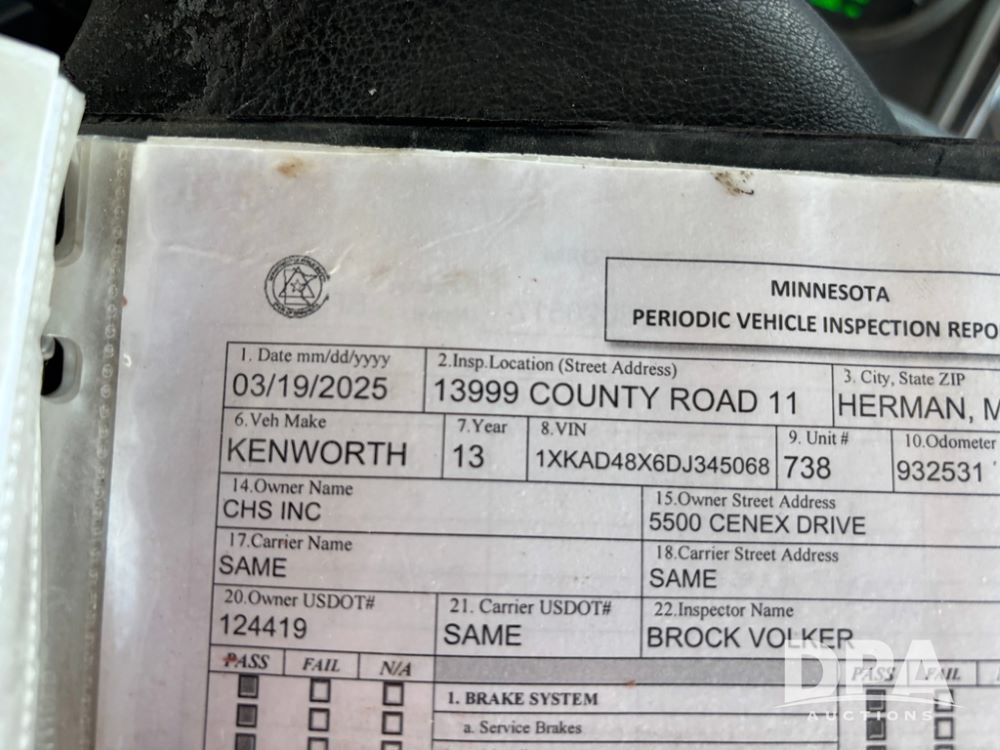 MINNESOTA
PERIODIC VEHICLE INSPECTION REPO
1. Date mm/dd/yyyy 2.Insp.Location (Street Address) 3. City, State ZIP
03/19/2025 13999 COUNTY ROAD 11 HERMAN, M
6.Veh Make 7.Year 8.VIN 9. Unit # 10.Odometer
KENWORTH 13 1XKAD48X6DJ345068 738 932531
14.Owner Name 15.Owner Street Address
CHS INC 5500 CENEX DRIVE
17.Carrier Name 18.Carrier Street Address
SAME SAME
20.Owner USDOT# 21. Carrier USDOT# 22.Inspector Name
124419 SAME BROCK VOLKER
PASS FAIL N/A PASS FAIL
1. BRAKE SYSTEM
a. Service Brakes
DPA
AUCTIONS